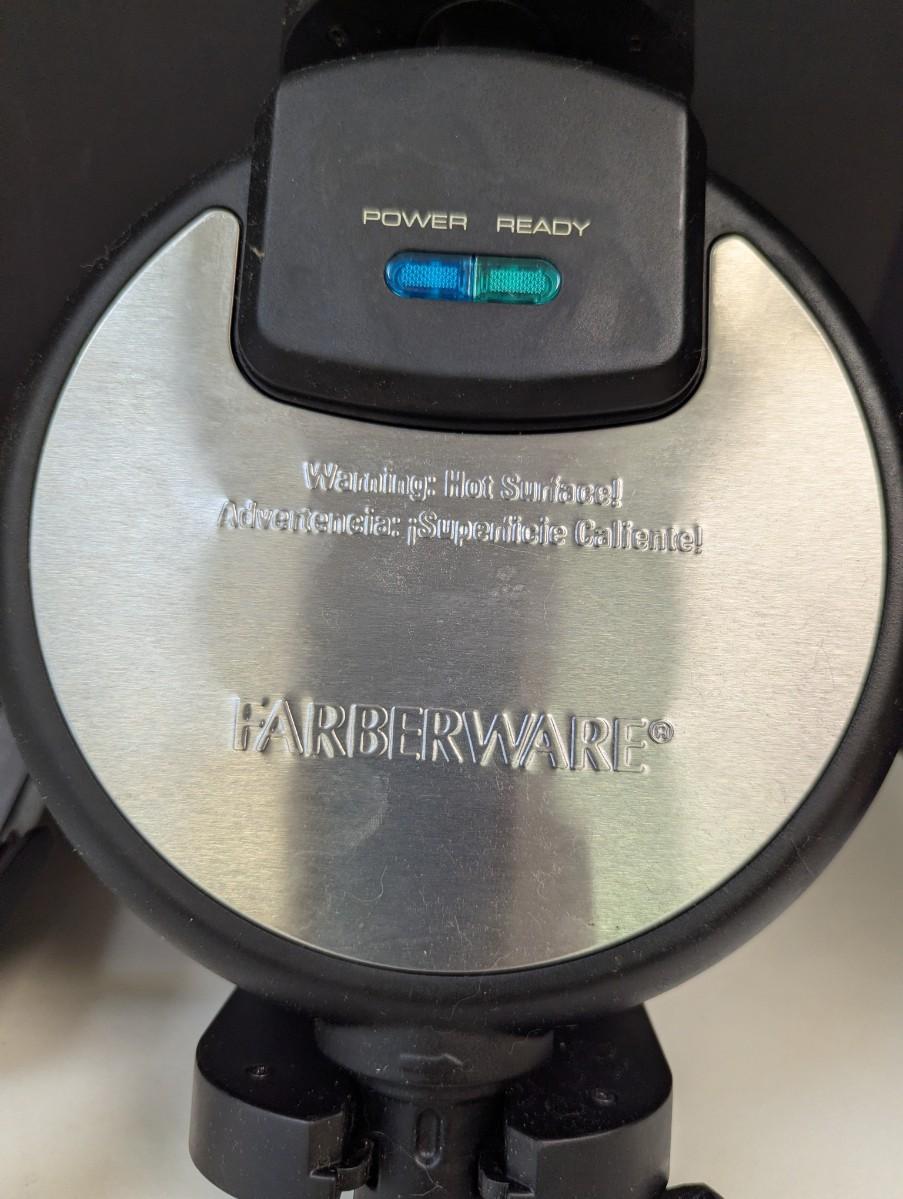 POWER READY
Warning: Hot Surface!
Advertencia: ¡Superficie Caliente!
FARBERWARE®